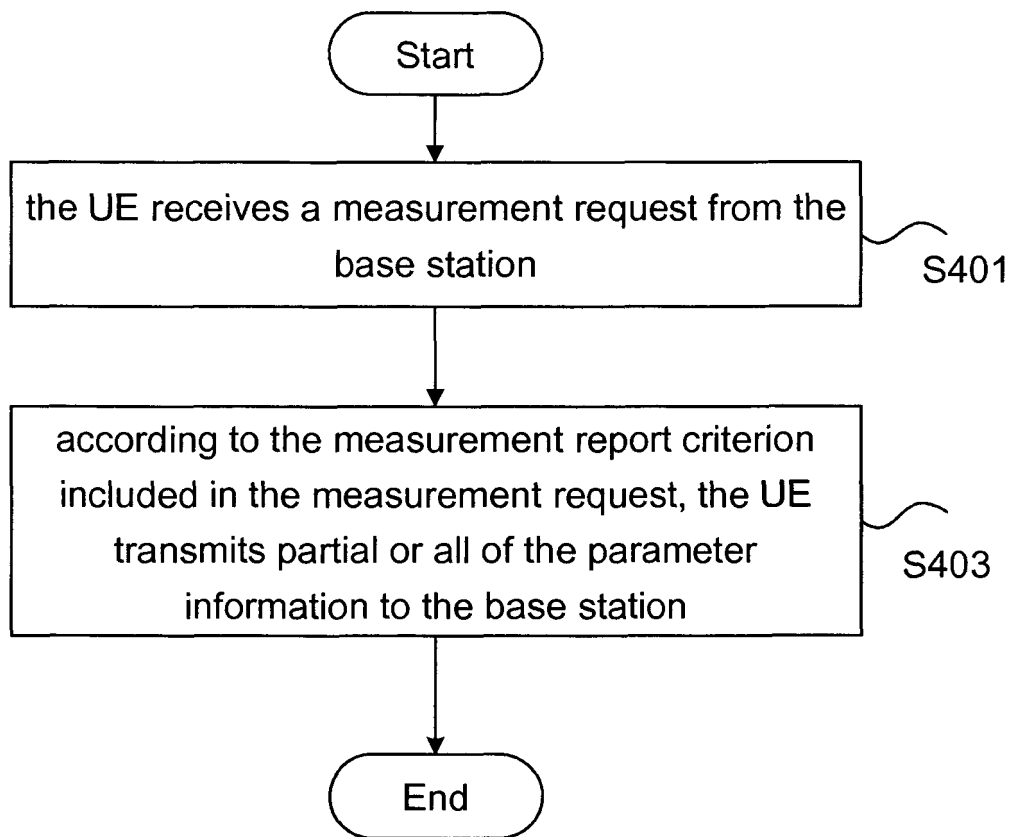 Start
the UE receives a measurement request from the
base station
S401
according to the measurement report criterion
included in the measurement request, the UE
transmits partial or all of the parameter
information to the base station
S403
End